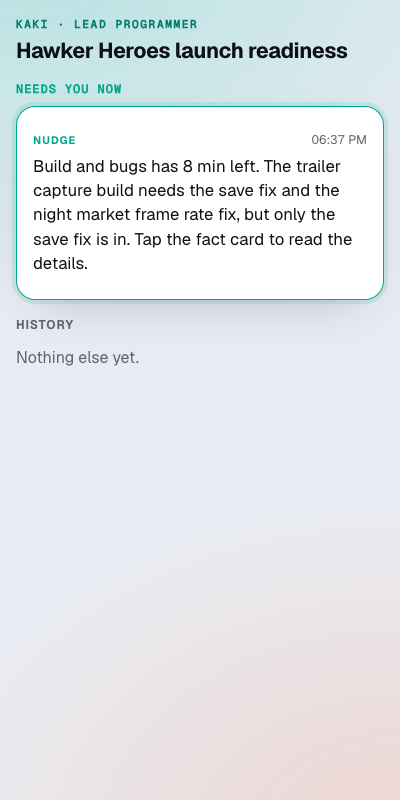 KAKI · LEAD PROGRAMMER
Hawker Heroes launch readiness
NEEDS YOU NOW
NUDGE 06:37 PM
Build and bugs has 8 min left. The trailer
capture build needs the save fix and the
night market frame rate fix, but only the
save fix is in. Tap the fact card to read the
details.
HISTORY
Nothing else yet.